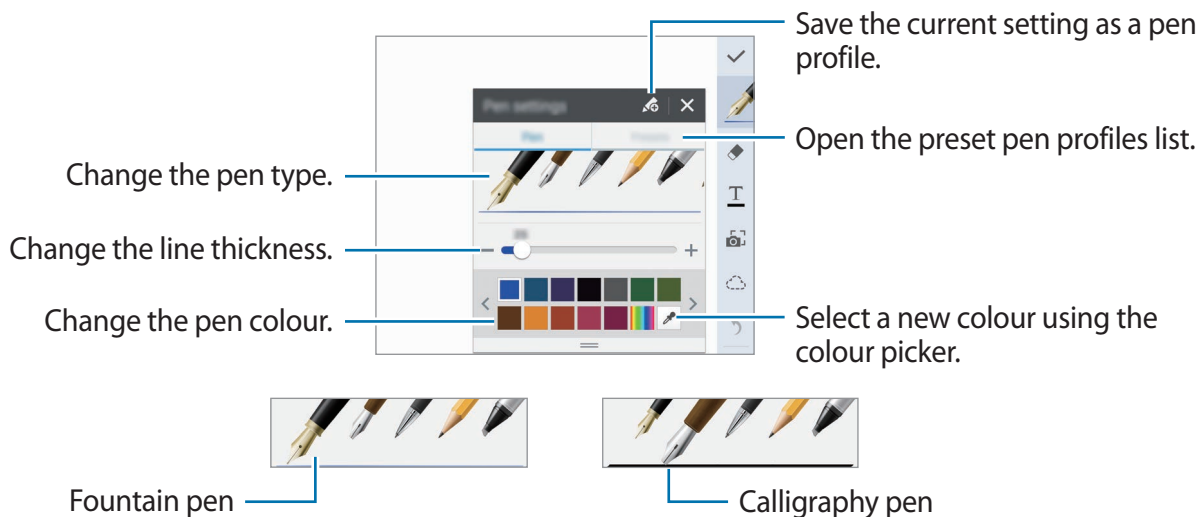 Save the current setting as a pen
profile.
Open the preset pen profiles list.
Change the pen type.
Change the line thickness.
Change the pen colour.
Select a new colour using the
colour picker.
Fountain pen
Calligraphy pen